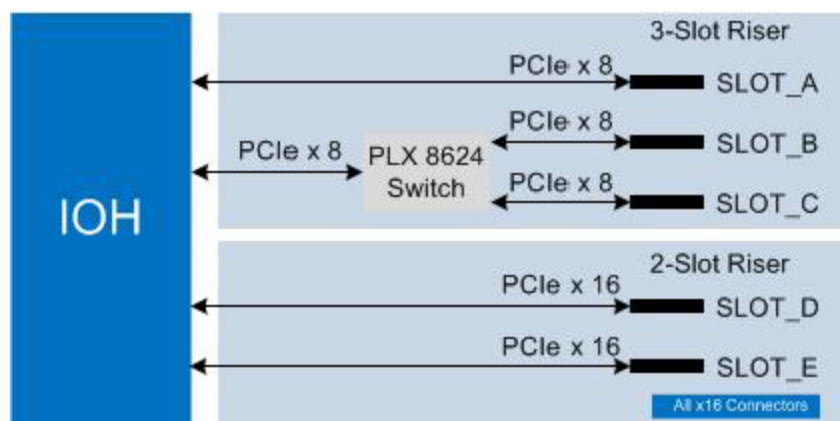 3-Slot Riser
PCIe x 8
SLOT_A
PCIe x 8
PLX 8624
Switch
PCIe x 8
SLOT_B
PCIe x 8
SLOT_C
IOH
2-Slot Riser
PCIe x 16
SLOT_D
PCIe x 16
SLOT_E
All x16 Connectors